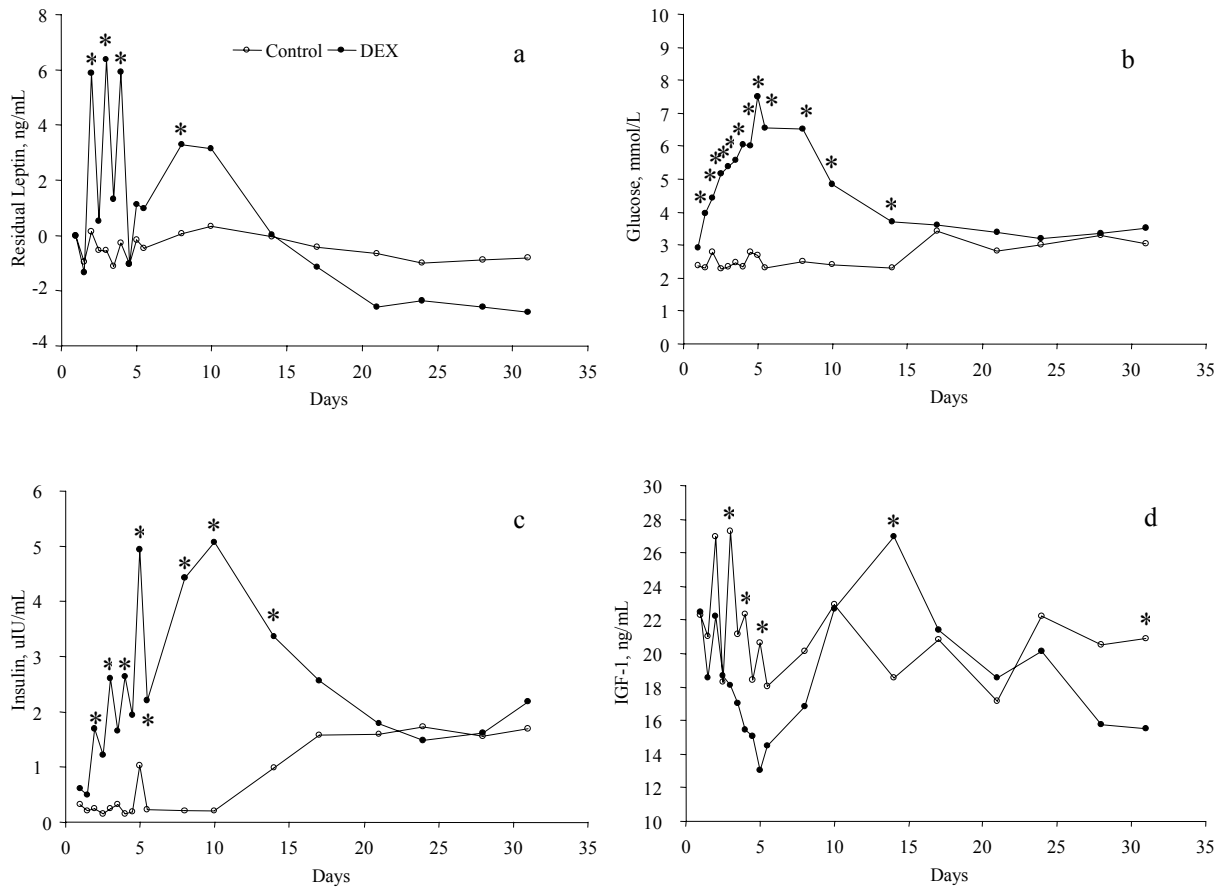 a
Control DEX
* * *
*
Residual Leptin, ng/mL
8
6
4
2
0
-2
-4
0 5 10 15 20 25 30 35
Days
b
* * * * * * * * * * * *
Glucose, mmol/L
10
9
8
7
6
5
4
3
2
1
0
0 5 10 15 20 25 30 35
Days
c
* * * * * * * *
Insulin, uIU/mL
6
5
4
3
2
1
0
0 5 10 15 20 25 30 35
Days
d
* * * * *
IGF-1, ng/mL
30
28
26
24
22
20
18
16
14
12
10
0 5 10 15 20 25 30 35
Days